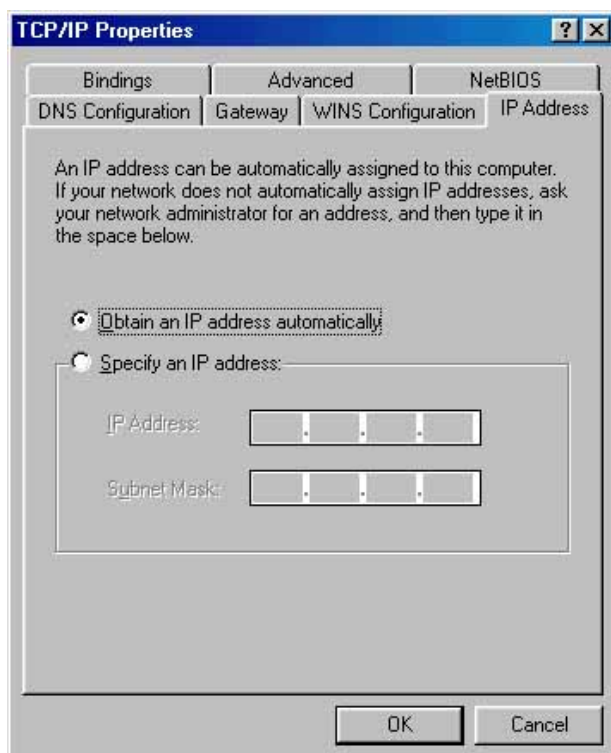 TCP/IP Properties
Bindings Advanced NetBIOS
DNS Configuration Gateway WINS Configuration IP Address
An IP address can be automatically assigned to this computer.
If your network does not automatically assign IP addresses, ask
your network administrator for an address, and then type it in
the space below.
Obtain an IP address automatically
Specify an IP address:
IP Address:
Subnet Mask:
OK Cancel